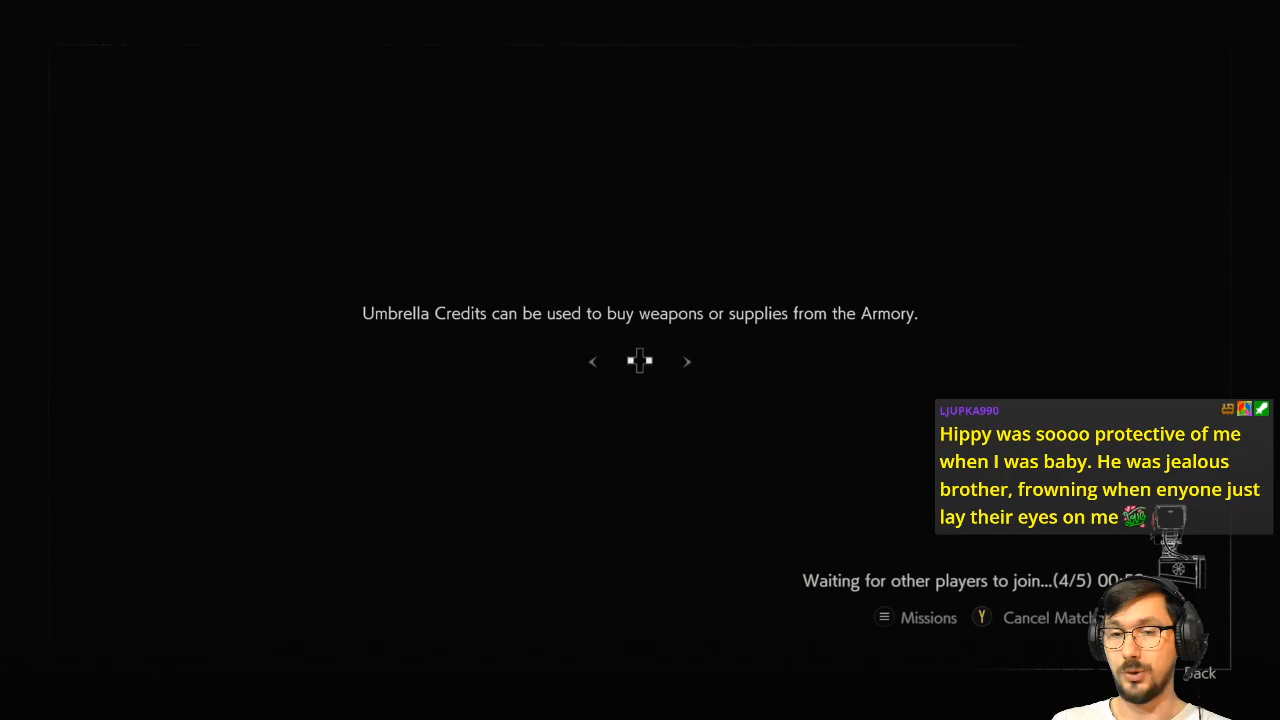 Umbrella Credits can be used to buy weapons or supplies from the Armory.
LJUPKA990
Hippy was soooo protective of me
when I was baby. He was jealous
brother, frowning when enyone just
lay their eyes on me
Waiting for other players to join...(4/5)
Missions Y Cancel
Back